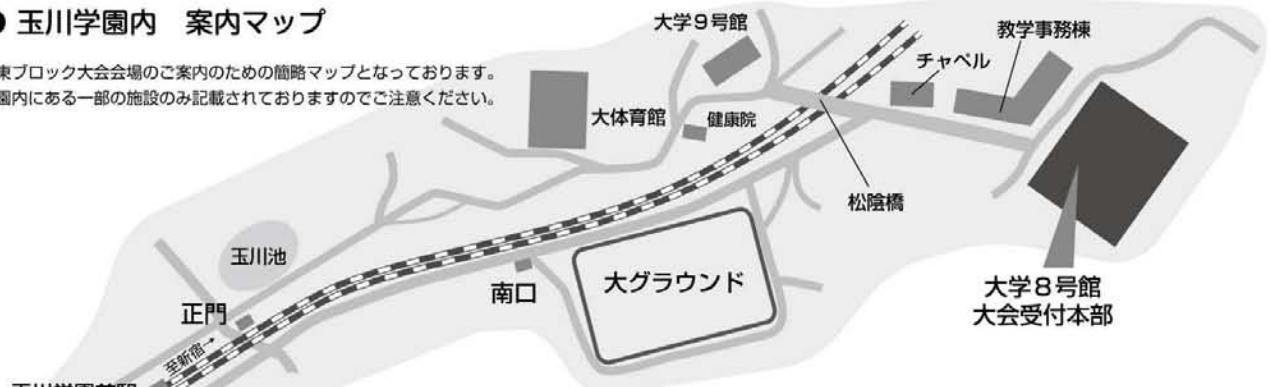 玉川学園内 案内マップ
東ブロック大会会場のご案内のための簡略マップとなっております。
園内にある一部の施設のみ記載されておりますのでご注意ください。
大学9号館
教学事務棟
チャペル
大体育館
健康院
松陰橋
玉川池
南口
大グラウンド
大学8号館
大会受付本部
正門
至新宿→